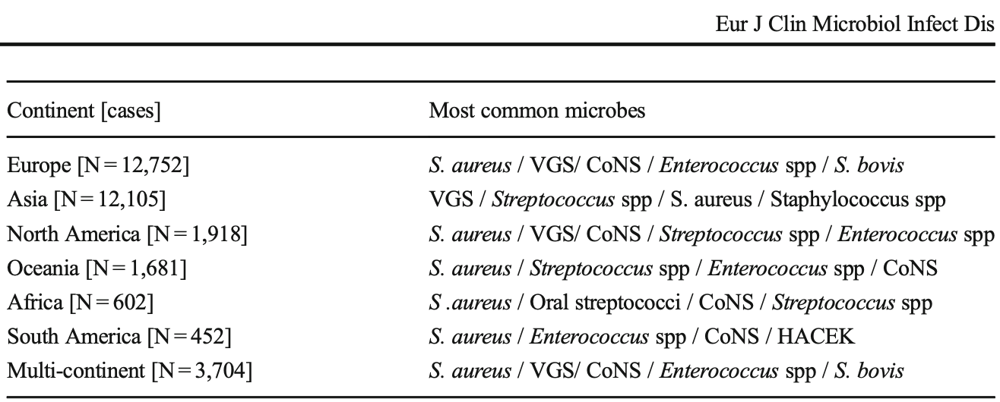 Eur J Clin Microbiol Infect Dis
Continent [cases] Most common microbes
Europe [N = 12,752] S. aureus / VGS/ CoNS / Enterococcus spp / S. bovis
Asia [N = 12,105] VGS / Streptococcus spp / S. aureus / Staphylococcus spp
North America [N = 1,918] S. aureus / VGS/ CoNS / Streptococcus spp / Enterococcus spp
Oceania [N = 1,681] S. aureus / Streptococcus spp / Enterococcus spp / CoNS
Africa [N = 602] S .aureus / Oral streptococci / CoNS / Streptococcus spp
South America [N = 452] S. aureus / Enterococcus spp / CoNS / HACEK
Multi-continent [N = 3,704] S. aureus / VGS/ CoNS / Enterococcus spp / S. bovis